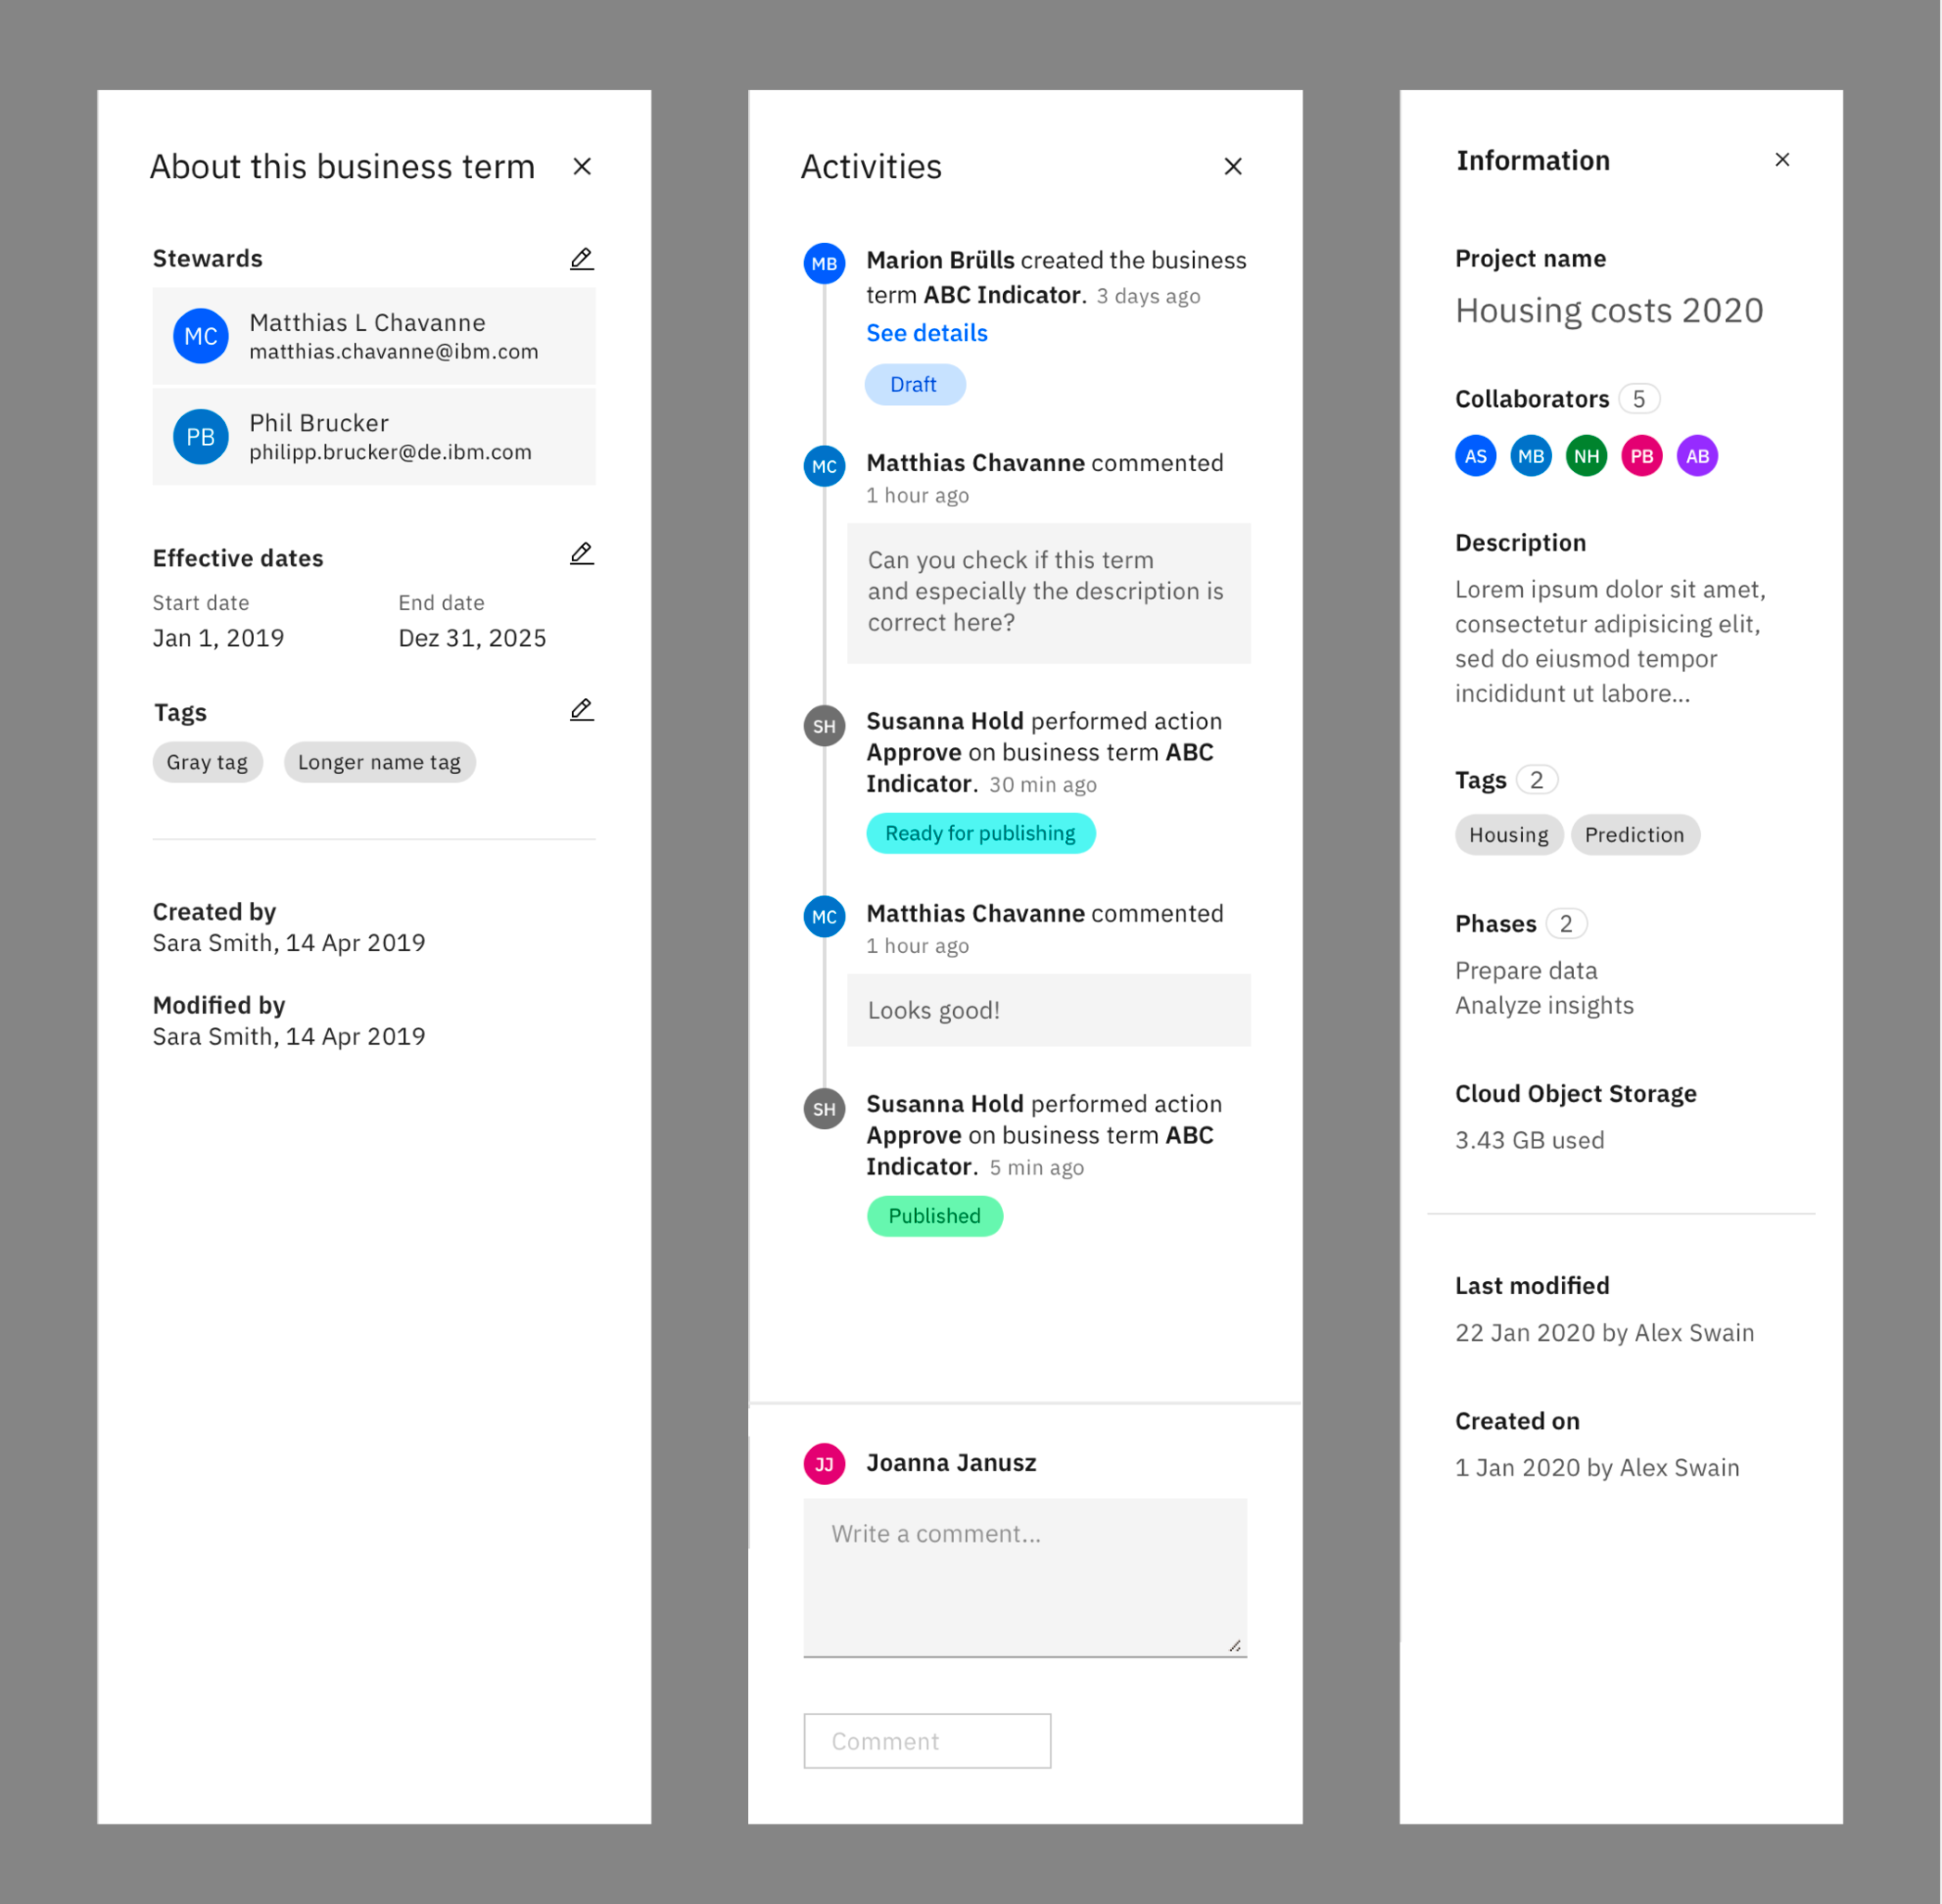 About this business term
Stewards
MC
Matthias L Chavanne
matthias.chavanne@ibm.com
PB
Phil Brucker
philipp.brucker@de.ibm.com
Effective dates
Start date
End date
Jan 1, 2019
Dez 31, 2025
Tags
Gray tag
Longer name tag
Created by
Sara Smith, 14 Apr 2019
Modified by
Sara Smith, 14 Apr 2019
Activities
MB
Marion Brülls created the business
term ABC Indicator. 3 days ago
See details
Draft
MC
Matthias Chavanne commented
1 hour ago
Can you check if this term
and especially the description is
correct here?
SH
Susanna Hold performed action
Approve on business term ABC
Indicator. 30 min ago
Ready for publishing
MC
Matthias Chavanne commented
1 hour ago
Looks good!
SH
Susanna Hold performed action
Approve on business term ABC
Indicator. 5 min ago
Published
JJ
Joanna Janusz
Write a comment...
Comment
Information
Project name
Housing costs 2020
Collaborators 5
AS MB NH PB AB
Description
Lorem ipsum dolor sit amet,
consectetur adipisicing elit,
sed do eiusmod tempor
incididunt ut labore...
Tags 2
Housing Prediction
Phases 2
Prepare data
Analyze insights
Cloud Object Storage
3.43 GB used
Last modified
22 Jan 2020 by Alex Swain
Created on
1 Jan 2020 by Alex Swain